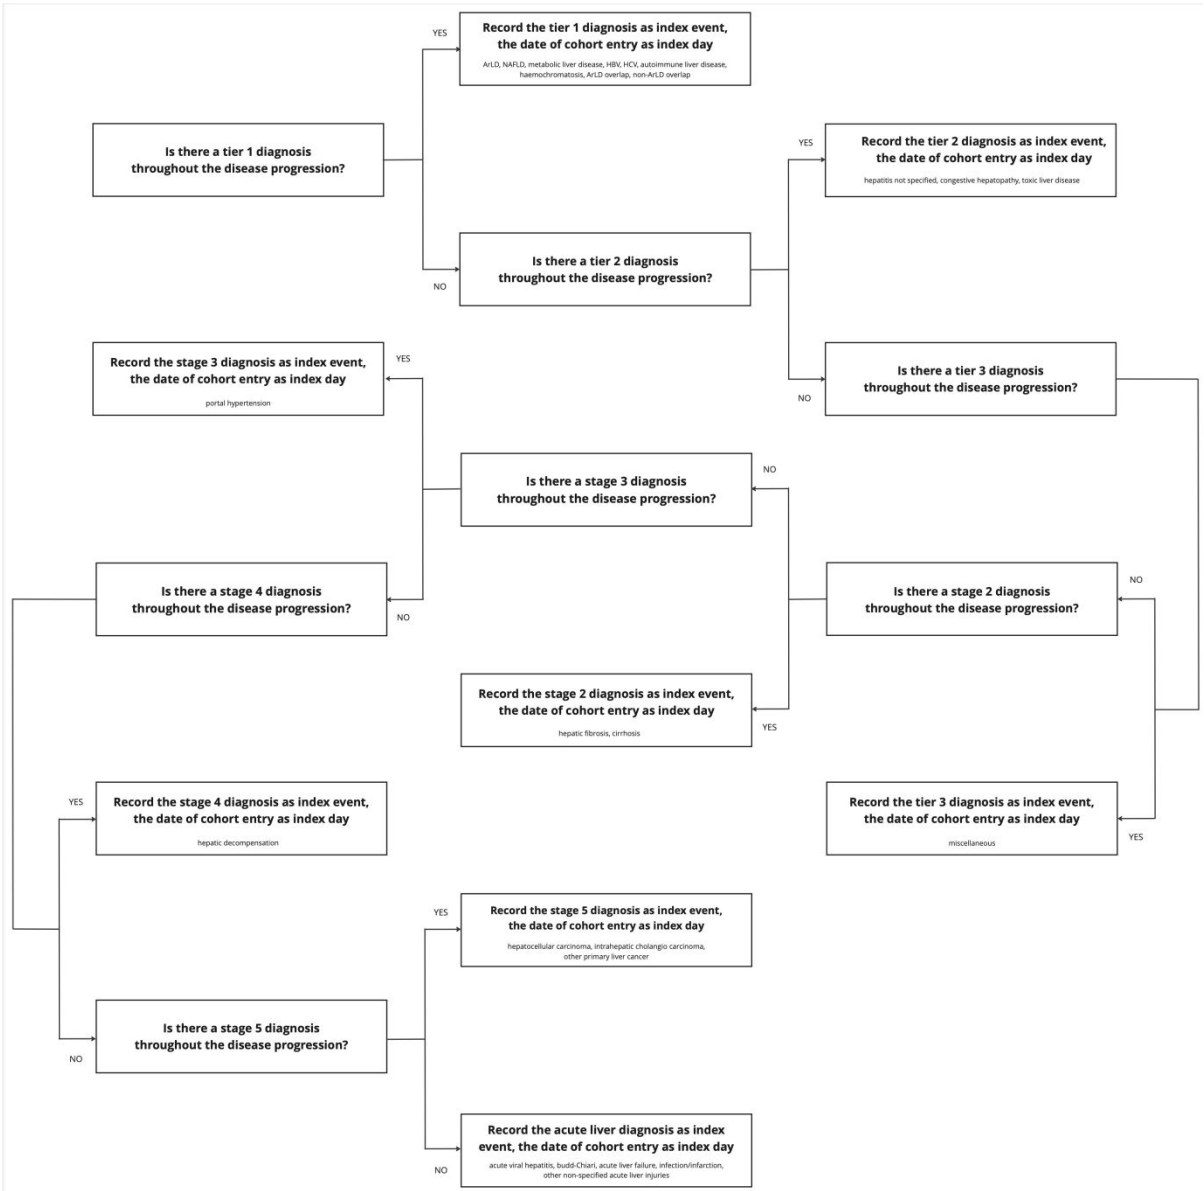 YES
Record the tier 1 diagnosis as index event,
the date of cohort entry as index day
ArLD, NAFLD, metabolic liver disease, HBV, HCV, autoimmune liver disease,
haemochromatosis, ArLD overlap, non-ArLD overlap
Is there a tier 1 diagnosis
throughout the disease progression?
YES
Record the tier 2 diagnosis as index event,
the date of cohort entry as index day
hepatitis not specified, congestive hepatopathy, toxic liver disease
NO
Is there a tier 2 diagnosis
throughout the disease progression?
Record the stage 3 diagnosis as index event,
the date of cohort entry as index day
portal hypertension
YES
NO
Is there a tier 3 diagnosis
throughout the disease progression?
Is there a stage 3 diagnosis
throughout the disease progression?
NO
Is there a stage 4 diagnosis
throughout the disease progression?
NO
Is there a stage 2 diagnosis
throughout the disease progression?
NO
Record the stage 2 diagnosis as index event,
the date of cohort entry as index day
hepatic fibrosis, cirrhosis
YES
YES
Record the stage 4 diagnosis as index event,
the date of cohort entry as index day
hepatic decompensation
Record the tier 3 diagnosis as index event,
the date of cohort entry as index day
miscellaneous
YES
YES
Record the stage 5 diagnosis as index event,
the date of cohort entry as index day
hepatocellular carcinoma, intrahepatic cholangio carcinoma,
other primary liver cancer
NO
Is there a stage 5 diagnosis
throughout the disease progression?
NO
Record the acute liver diagnosis as index
event, the date of cohort entry as index day
acute viral hepatitis, budd-Chiari, acute liver failure, infection/infarction,
other non-specified acute liver injuries